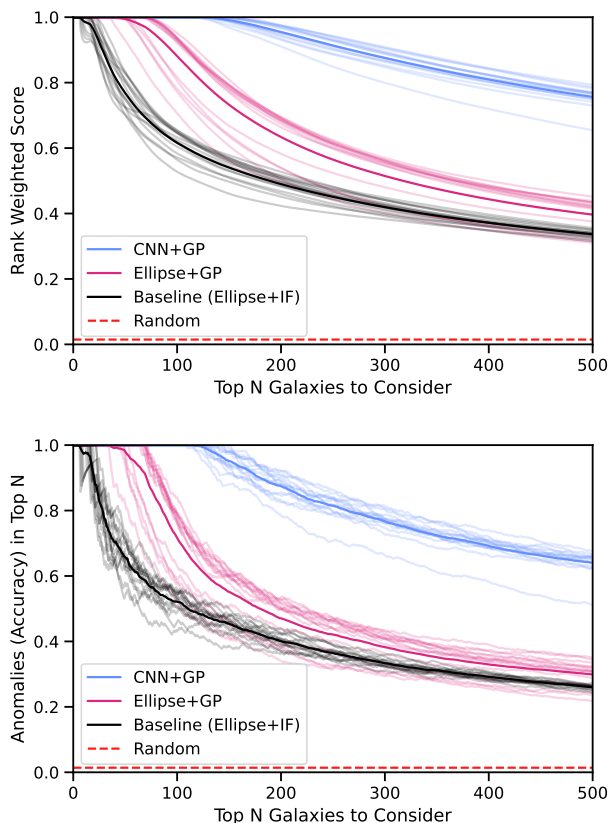 1.0
0.8
0.6
0.4
0.2
0.0
Rank Weighted Score
CNN+GP
Ellipse+GP
Baseline (Ellipse+IF)
Random
0 100 200 300 400 500
Top N Galaxies to Consider
1.0
0.8
0.6
0.4
0.2
0.0
Anomalies (Accuracy) in Top N
CNN+GP
Ellipse+GP
Baseline (Ellipse+IF)
Random
0 100 200 300 400 500
Top N Galaxies to Consider